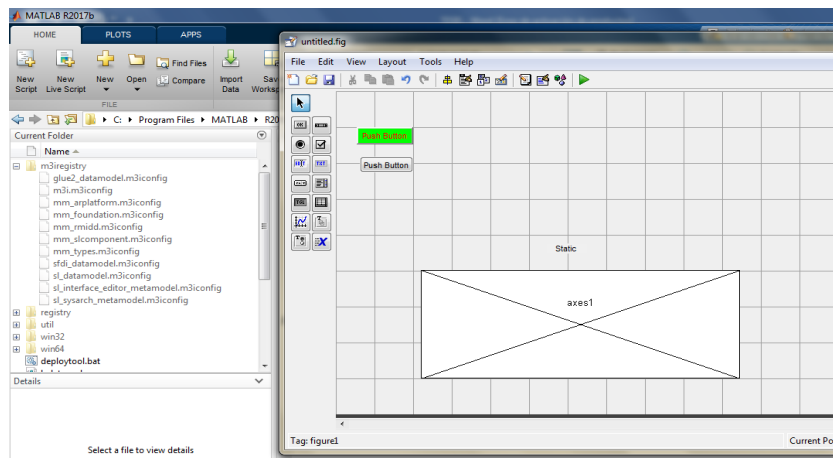 MATLAB R2017b
HOME PLOTS APPS
New Script
New Live Script
New
Open
Find Files
Compare
Import Data
FILE
C: ▸ Program Files ▸ MATLAB ▸
Current Folder
Name
m3iregistry
glue2_datamodel.m3iconfig
m3i.m3iconfig
mm_arplatform.m3iconfig
mm_foundation.m3iconfig
mm_rmidd.m3iconfig
mm_slcomponent.m3iconfig
mm_types.m3iconfig
sfdi_datamodel.m3iconfig
sl_datamodel.m3iconfig
sl_interface_editor_metamodel.m3iconfig
sl_sysarch_metamodel.m3iconfig
registry
util
win32
win64
deploytool.bat
Details
Select a file to view details
untitled.fig
File Edit View Layout Tools Help
Push Button
Push Button
Static
axes1
Tag: figure1
Current Po